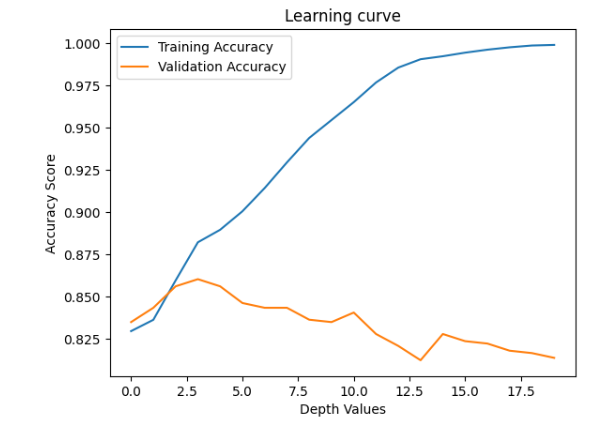 Learning curve
Training Accuracy
Validation Accuracy
1.000
0.975
0.950
0.925
0.900
0.875
0.850
0.825
Accuracy Score
0.0 2.5 5.0 7.5 10.0 12.5 15.0 17.5
Depth Values